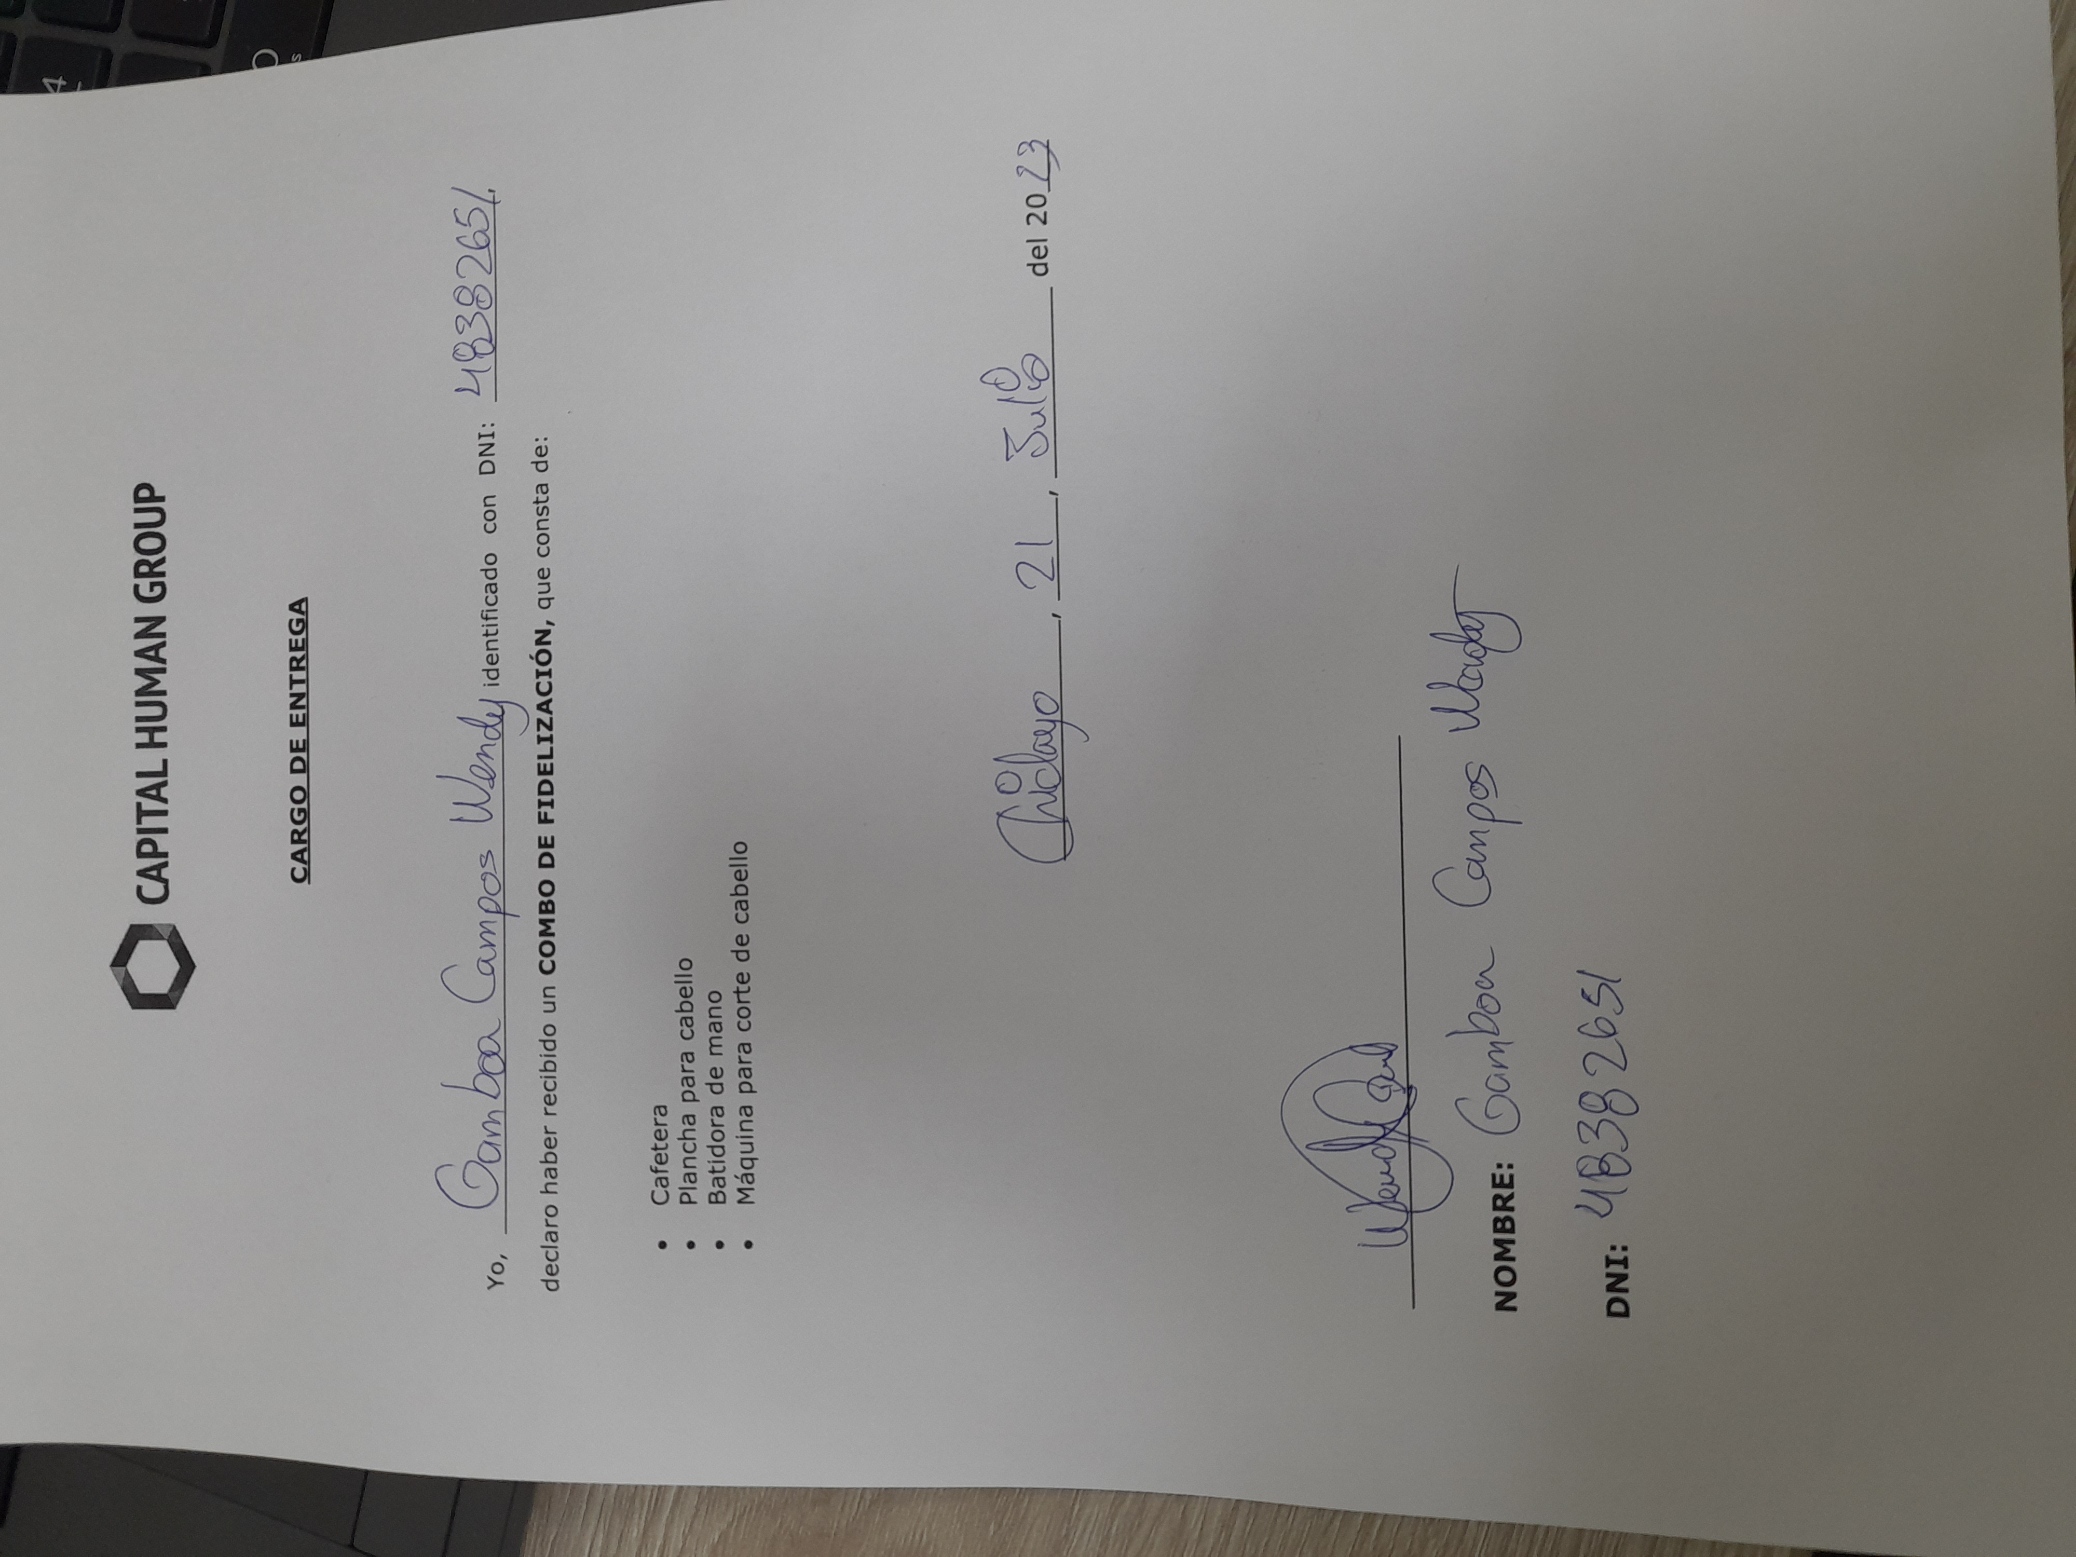 CAPITAL HUMAN GROUP
CARGO DE ENTREGA
Yo, Gamboa Campos Wendy identificado con DNI: 48382651.
declaro haber recibido un COMBO DE FIDELIZACIÓN, que consta de:
• Cafetera
• Plancha para cabello
• Batidora de mano
• Máquina para corte de cabello
Chiclayo, 21, Julio del 2023
NOMBRE: Gamboa Campos Wendy
DNI: 48382651
4